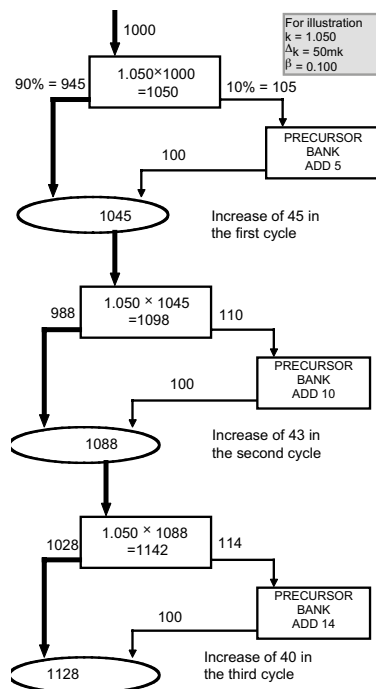 1000
For illustration
k = 1.050
Δk = 50mk
β = 0.100
90% = 945
1.050×1000
=1050
10% = 105
100
PRECURSOR
BANK
ADD 5
1045
Increase of 45 in
the first cycle
988
1.050 × 1045
=1098
110
100
PRECURSOR
BANK
ADD 10
1088
Increase of 43 in
the second cycle
1028
1.050 × 1088
=1142
114
100
PRECURSOR
BANK
ADD 14
1128
Increase of 40 in
the third cycle